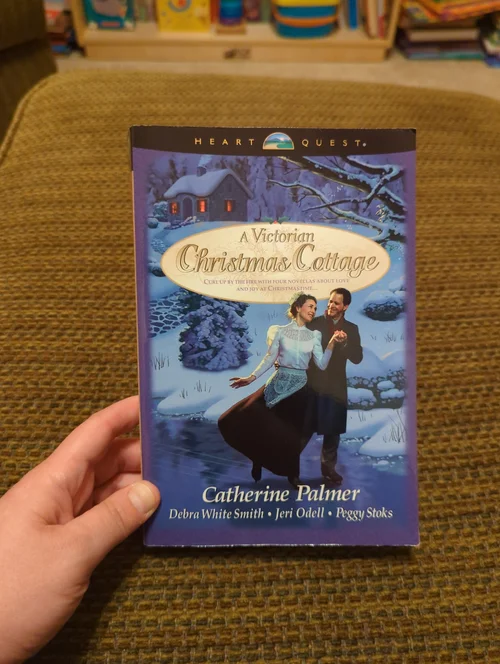 HEART QUEST®
A Victorian
Christmas Cottage
Curl up by the fire with four novellas about love
and joy at Christmastime.
Catherine Palmer
Debra White Smith • Jeri Odell • Peggy Stoks